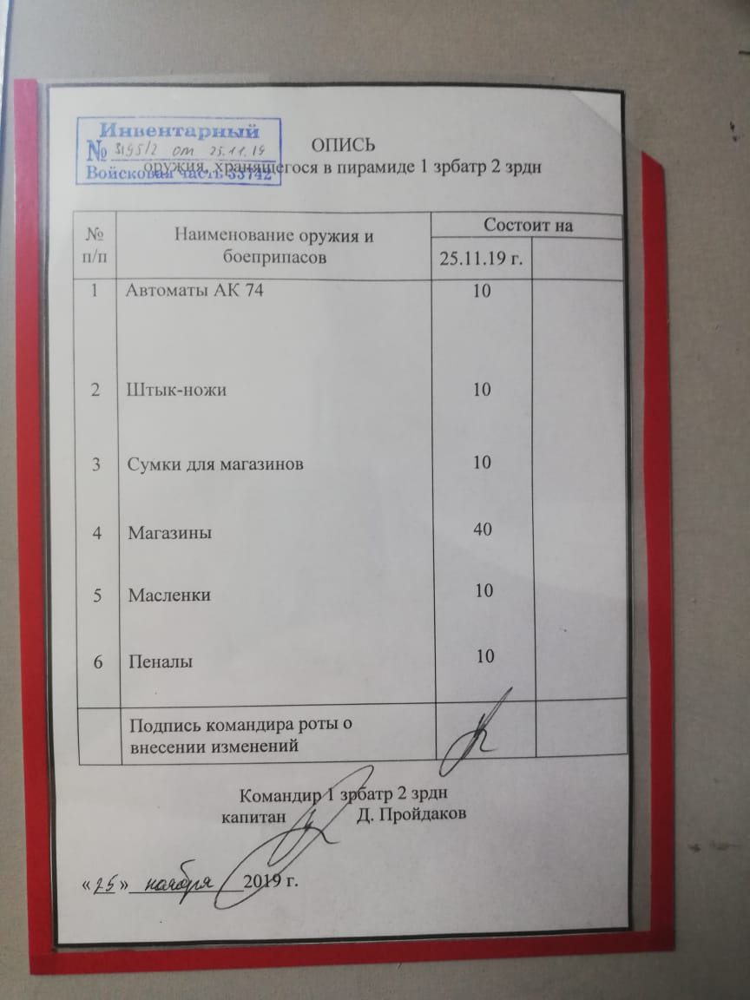 Инвентарный
№ 3195/2 от 25.11.19
Войсковая часть 33742
ОПИСЬ
оружия, хранящегося в пирамиде 1 зрбатр 2 зрдн
№ п/п
Наименование оружия и
боеприпасов
Состоит на
25.11.19 г.
1 Автоматы АК 74 10
2 Штык-ножи 10
3 Сумки для магазинов 10
4 Магазины 40
5 Масленки 10
6 Пеналы 10
Подпись командира роты о
внесении изменений
Командир 1 зрбатр 2 зрдн
капитан Д. Пройдаков
«25» ноября 2019 г.